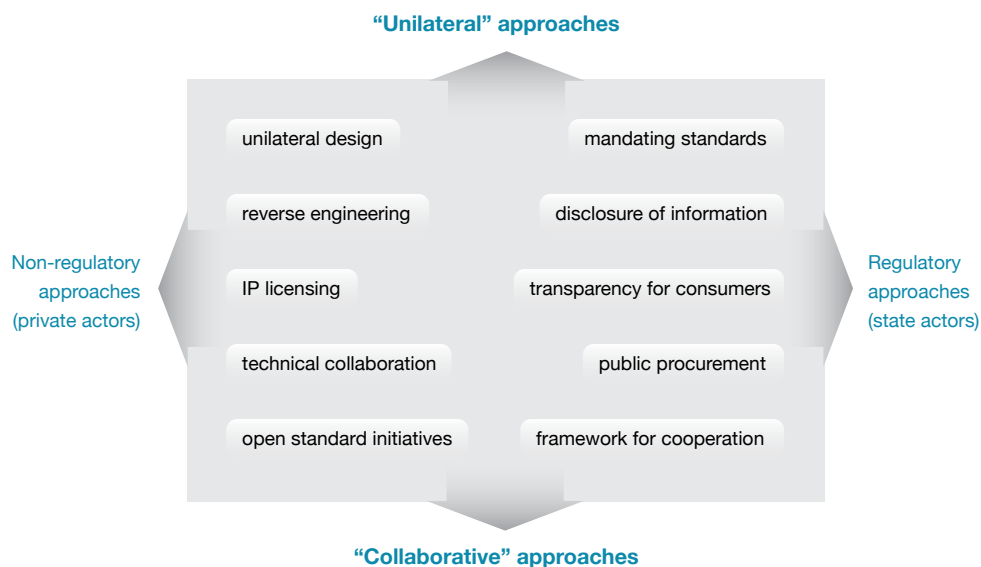 “Unilateral” approaches
unilateral design
mandating standards
reverse engineering
disclosure of information
Non-regulatory
approaches
(private actors)
IP licensing
transparency for consumers
Regulatory
approaches
(state actors)
technical collaboration
public procurement
open standard initiatives
framework for cooperation
“Collaborative” approaches